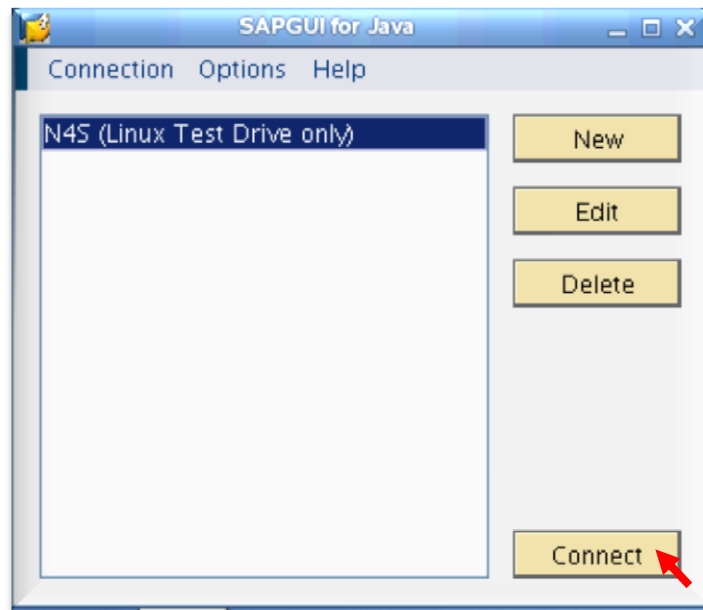 SAPGUI for Java
Connection Options Help
N4S (Linux Test Drive only)
New
Edit
Delete
Connect